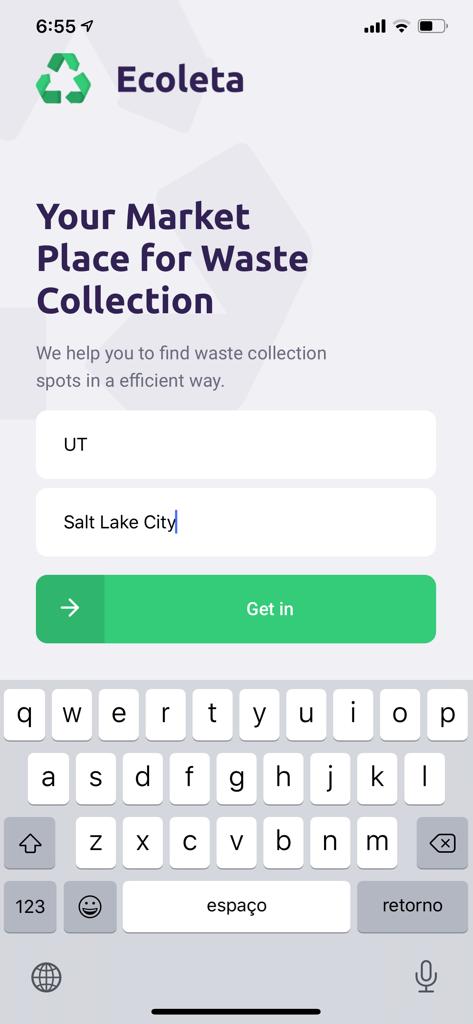 6:55
Ecoleta
Your Market
Place for Waste
Collection
We help you to find waste collection
spots in a efficient way.
UT
Salt Lake City
Get in
q w e r t y u i o p
a s d f g h j k l
z x c v b n m
123 espaço retorno